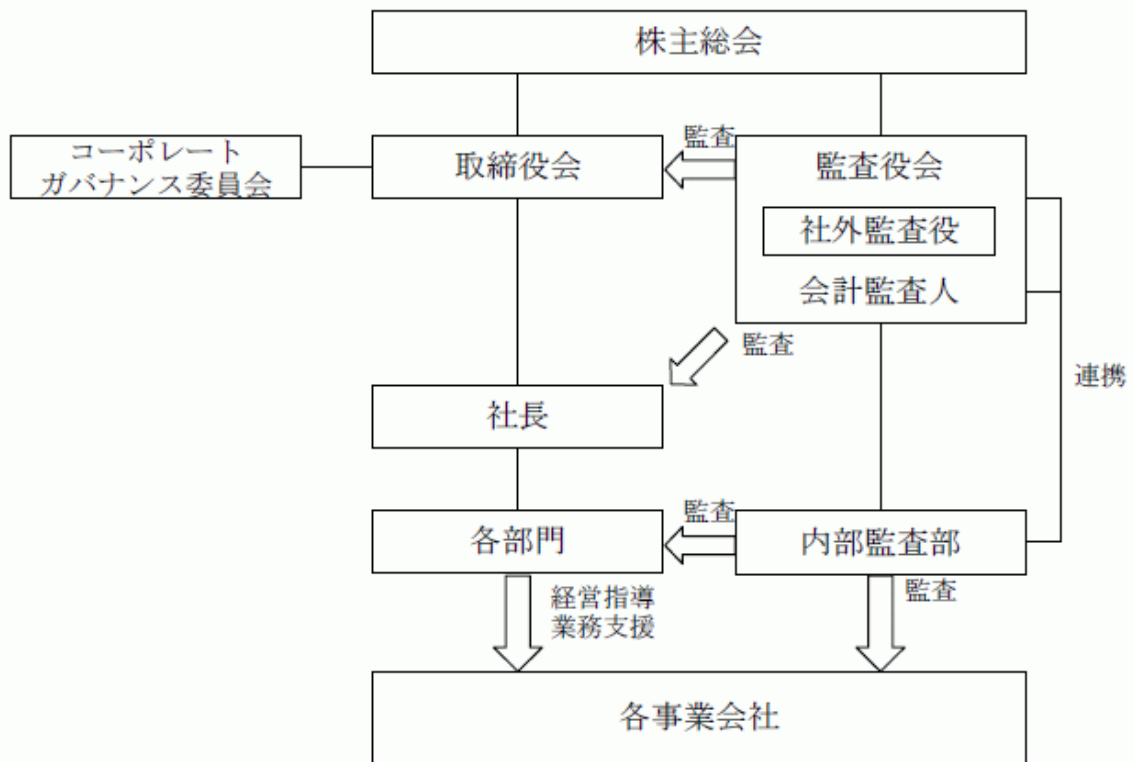 株主総会
コーポレート
ガバナンス委員会
取締役会
監査
監査役会
社外監査役
会計監査人
監査
連携
社長
各部門
監査
内部監査部
経営指導
業務支援
監査
各事業会社